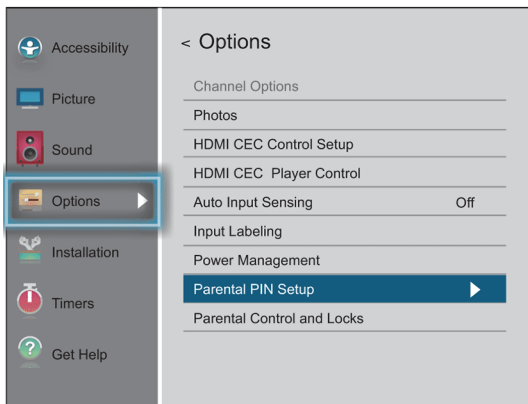 Accessibility
Picture
Sound
Options
Installation
Timers
Get Help
< Options
Channel Options
Photos
HDMI CEC Control Setup
HDMI CEC Player Control
Auto Input Sensing Off
Input Labeling
Power Management
Parental PIN Setup
Parental Control and Locks